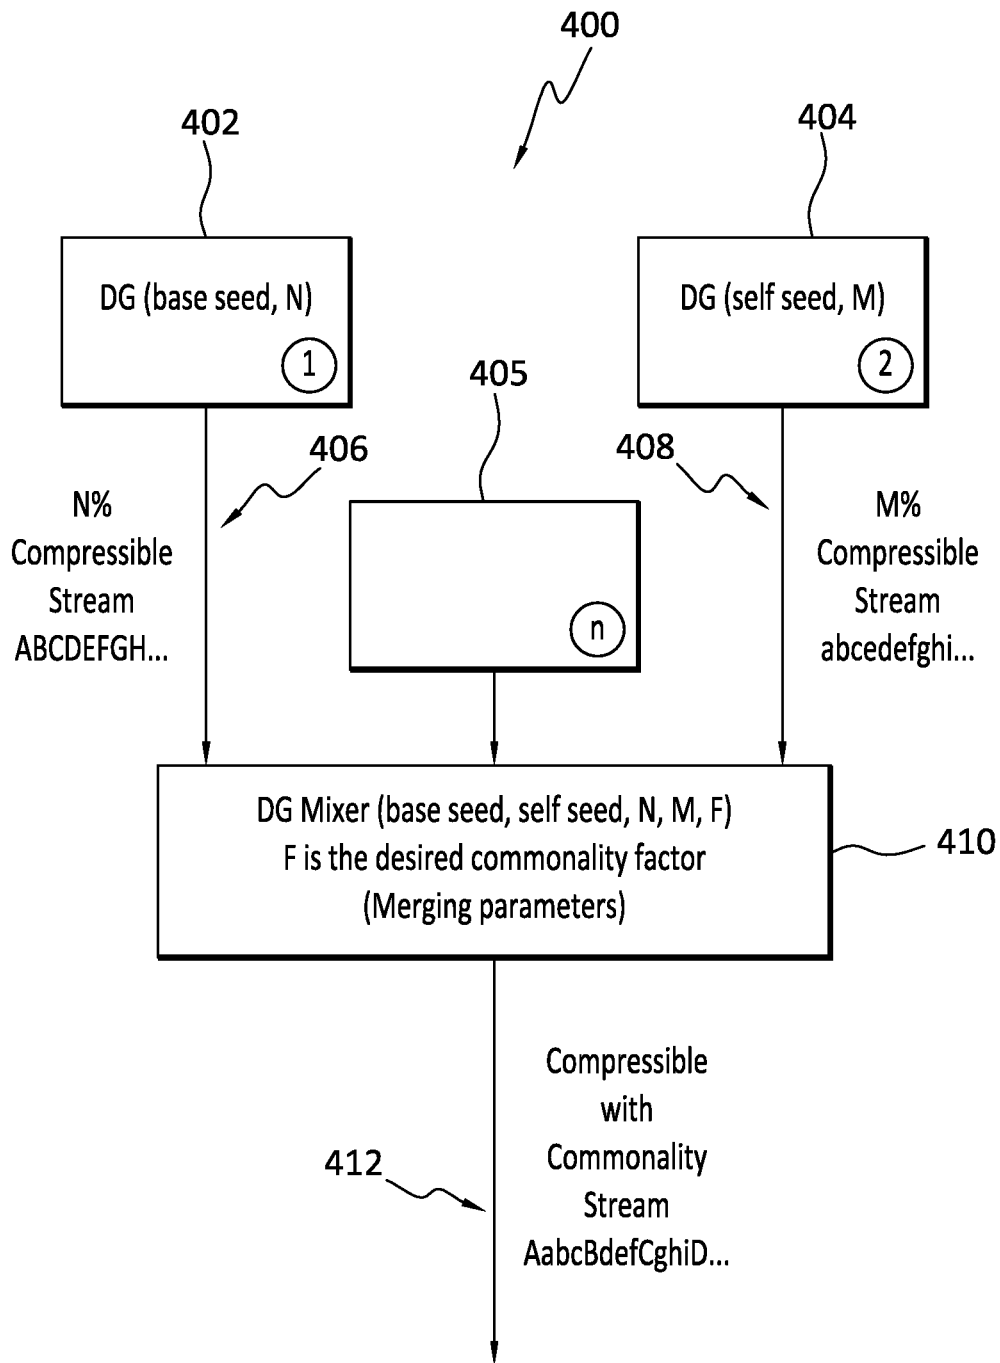 400
402
404
DG (base seed, N)
1
DG (self seed, M)
2
405
406
408
N%
Compressible
Stream
ABCDEFGH...
M%
Compressible
Stream
abcedefghi...
n
DG Mixer (base seed, self seed, N, M, F)
F is the desired commonality factor
(Merging parameters)
410
Compressible
with
Commonality
Stream
AabcBdefCghiD...
412